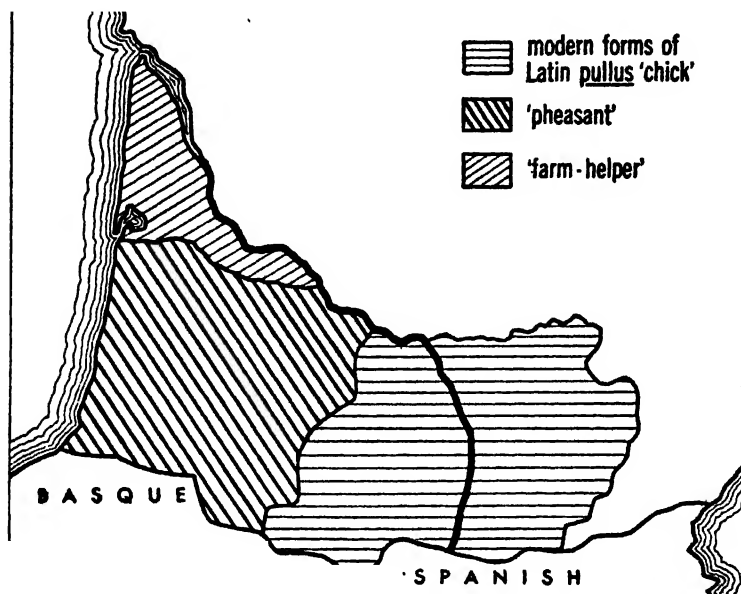 modern forms of
Latin pullus 'chick'
'pheasant'
'farm-helper'
BASQUE
SPANISH